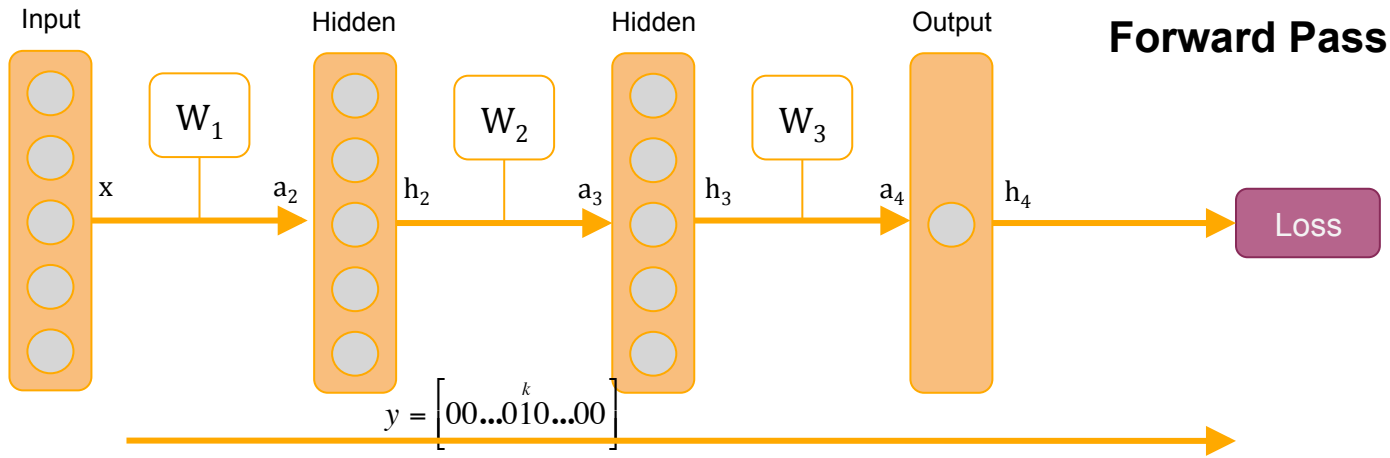 Input
Hidden
Hidden
Output
Forward Pass
W₁
W₂
W₃
x
a₂
h₂
a₃
h₃
a₄
h₄
Loss
k
y = [00...010...00]